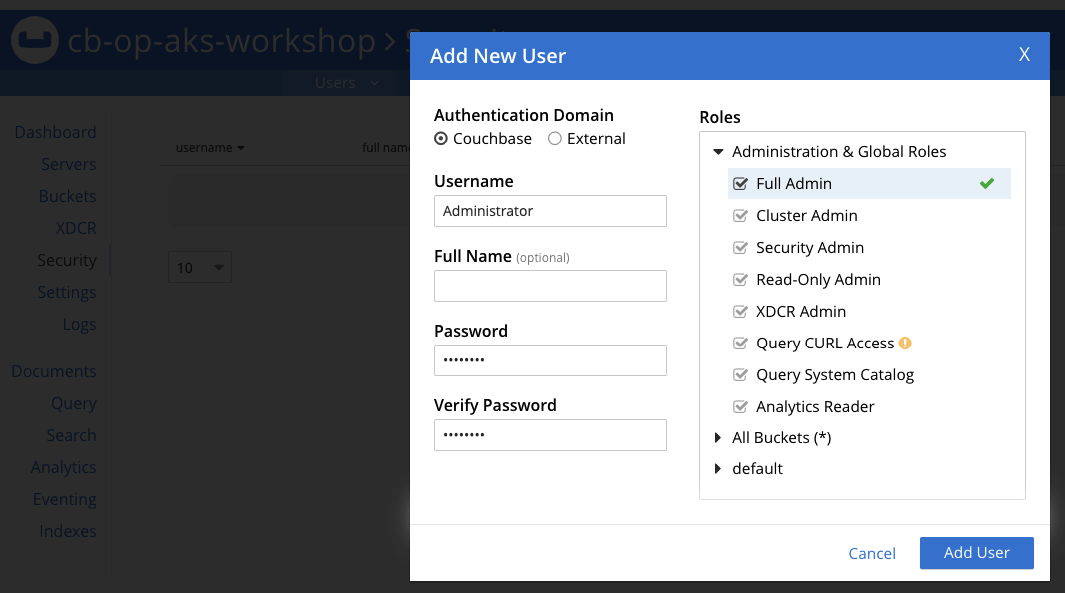 cb-op-aks-workshop >
Users
Dashboard
Servers
Buckets
XDCR
Security
Settings
Logs
Documents
Query
Search
Analytics
Eventing
Indexes
username
full name
10
Add New User
X
Authentication Domain
Couchbase
External
Username
Administrator
Full Name (optional)
Password
••••••••
Verify Password
••••••••
Roles
Administration & Global Roles
Full Admin
Cluster Admin
Security Admin
Read-Only Admin
XDCR Admin
Query CURL Access
Query System Catalog
Analytics Reader
All Buckets (*)
default
Cancel
Add User